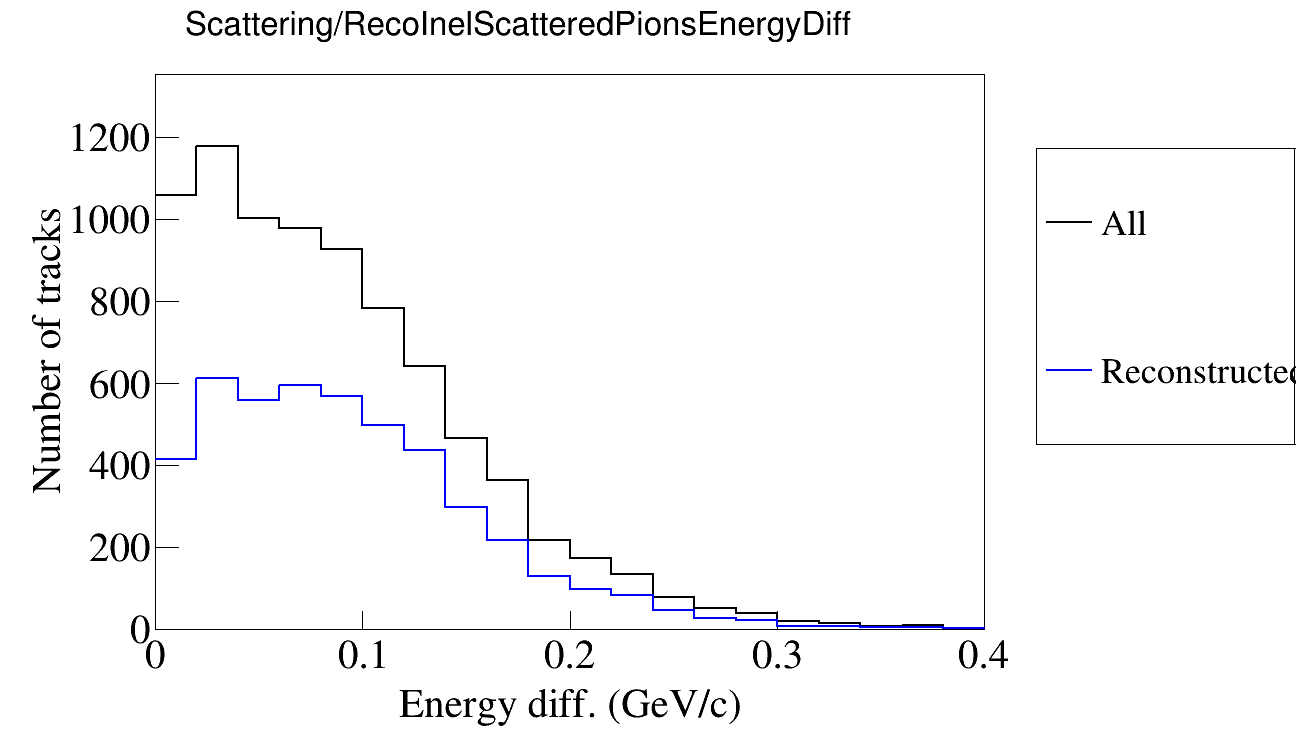 Scattering/RecoInelScatteredPionsEnergyDiff
Number of tracks
1200
1000
800
600
400
200
0
0 0.1 0.2 0.3 0.4
Energy diff. (GeV/c)
All
Reconstructed